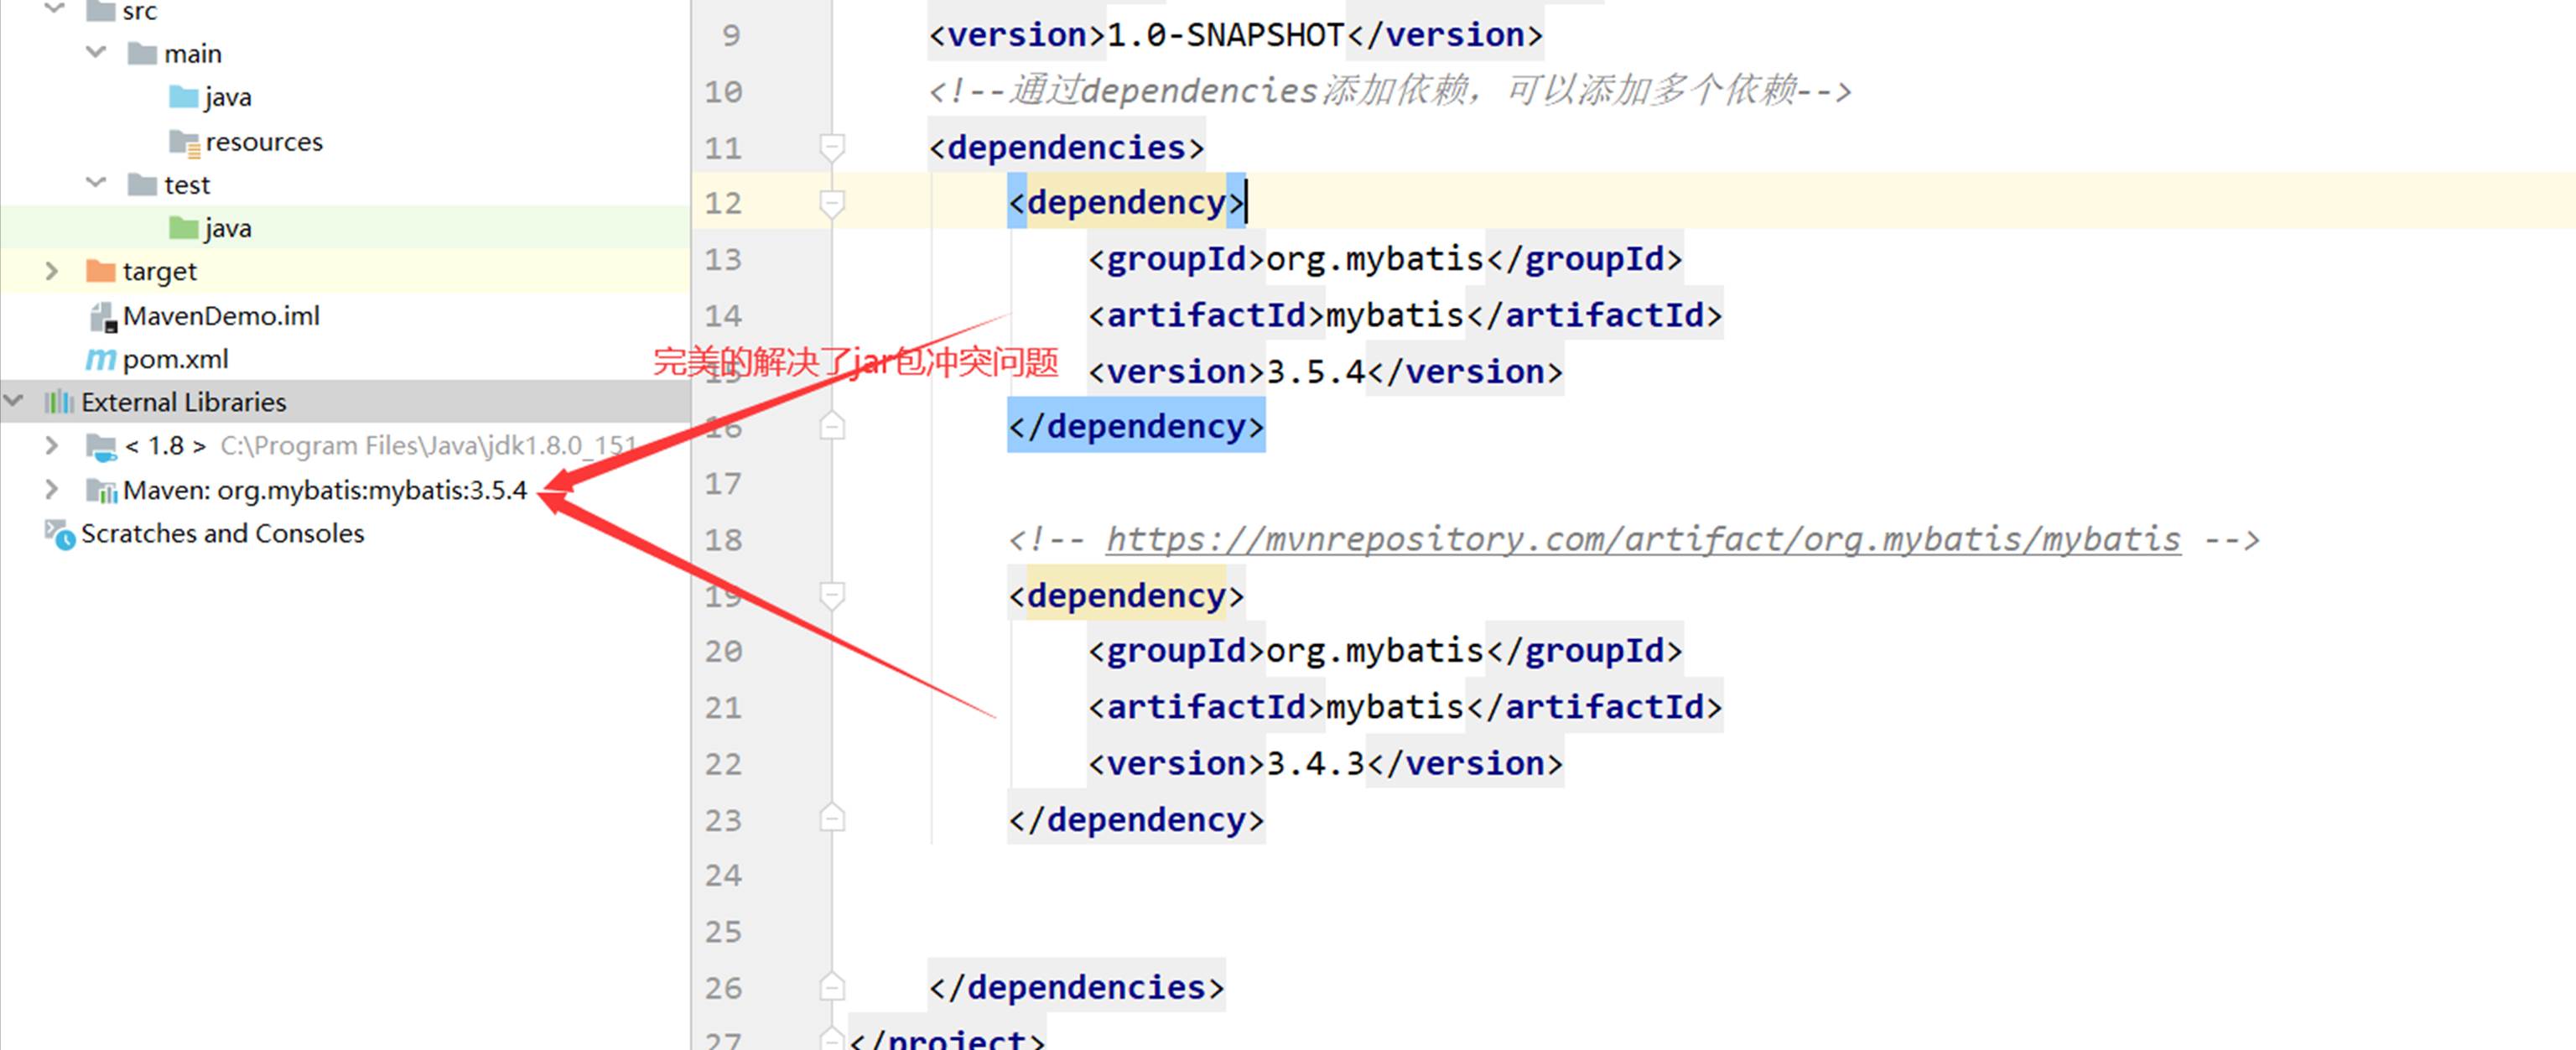 src
main
java
resources
test
java
target
MavenDemo.iml
pom.xml
External Libraries
< 1.8 > C:\Program Files\Java\jdk1.8.0_151
Maven: org.mybatis:mybatis:3.5.4
Scratches and Consoles
完美的解决了jar包冲突问题
9 <version>1.0-SNAPSHOT</version>
10 <!--通过dependencies添加依赖，可以添加多个依赖-->
11 <dependencies>
12 <dependency>
13 <groupId>org.mybatis</groupId>
14 <artifactId>mybatis</artifactId>
15 <version>3.5.4</version>
16 </dependency>
17
18 <!-- https://mvnrepository.com/artifact/org.mybatis/mybatis -->
19 <dependency>
20 <groupId>org.mybatis</groupId>
21 <artifactId>mybatis</artifactId>
22 <version>3.4.3</version>
23 </dependency>
24
25
26 </dependencies>
27 </project>